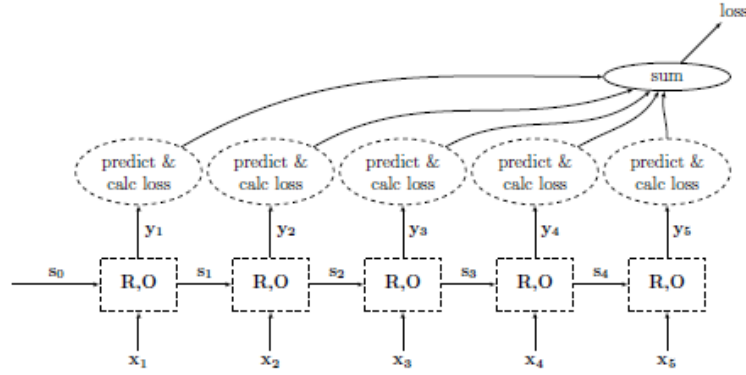 loss
sum
predict &
calc loss
predict &
calc loss
predict &
calc loss
predict &
calc loss
predict &
calc loss
y1
y2
y3
y4
y5
s0
R,O
s1
R,O
s2
R,O
s3
R,O
s4
R,O
x1
x2
x3
x4
x5